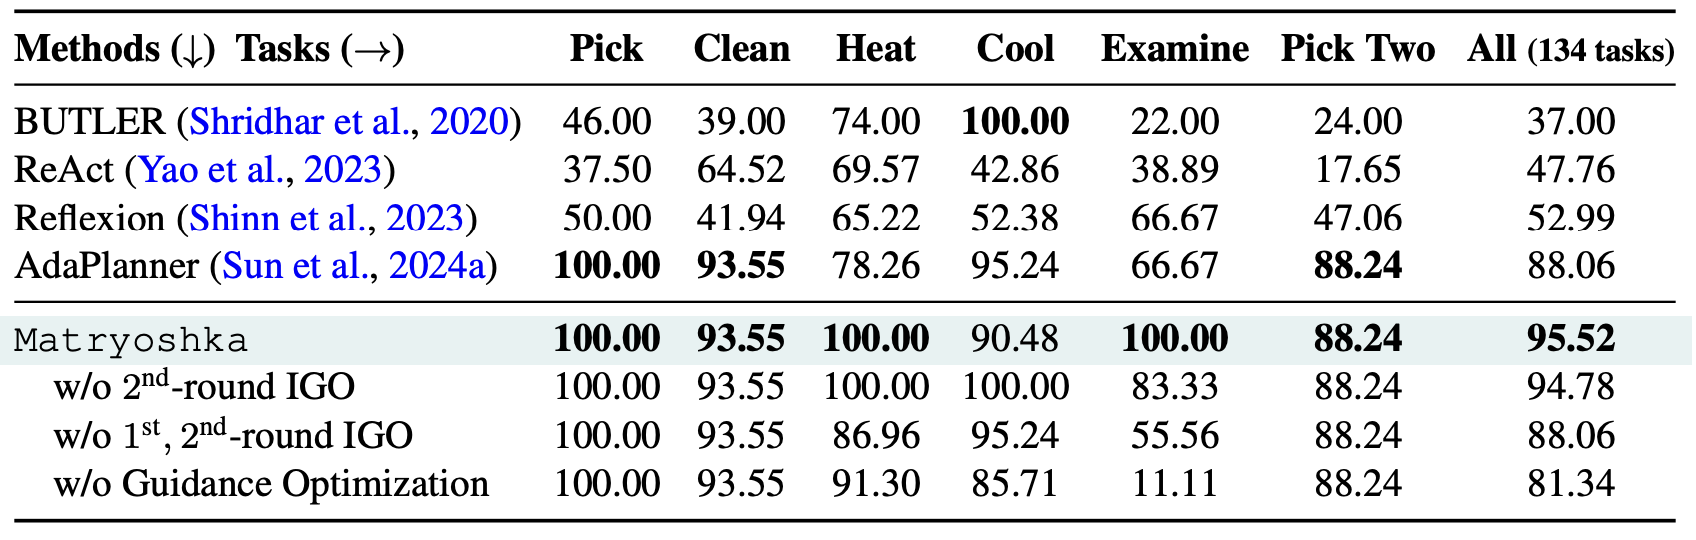 Methods (↓) Tasks (→) Pick Clean Heat Cool Examine Pick Two All (134 tasks)
BUTLER (Shridhar et al., 2020) 46.00 39.00 74.00 100.00 22.00 24.00 37.00
ReAct (Yao et al., 2023) 37.50 64.52 69.57 42.86 38.89 17.65 47.76
Reflexion (Shinn et al., 2023) 50.00 41.94 65.22 52.38 66.67 47.06 52.99
AdaPlanner (Sun et al., 2024a) 100.00 93.55 78.26 95.24 66.67 88.24 88.06
Matryoshka 100.00 93.55 100.00 90.48 100.00 88.24 95.52
w/o 2nd-round IGO 100.00 93.55 100.00 100.00 83.33 88.24 94.78
w/o 1st, 2nd-round IGO 100.00 93.55 86.96 95.24 55.56 88.24 88.06
w/o Guidance Optimization 100.00 93.55 91.30 85.71 11.11 88.24 81.34